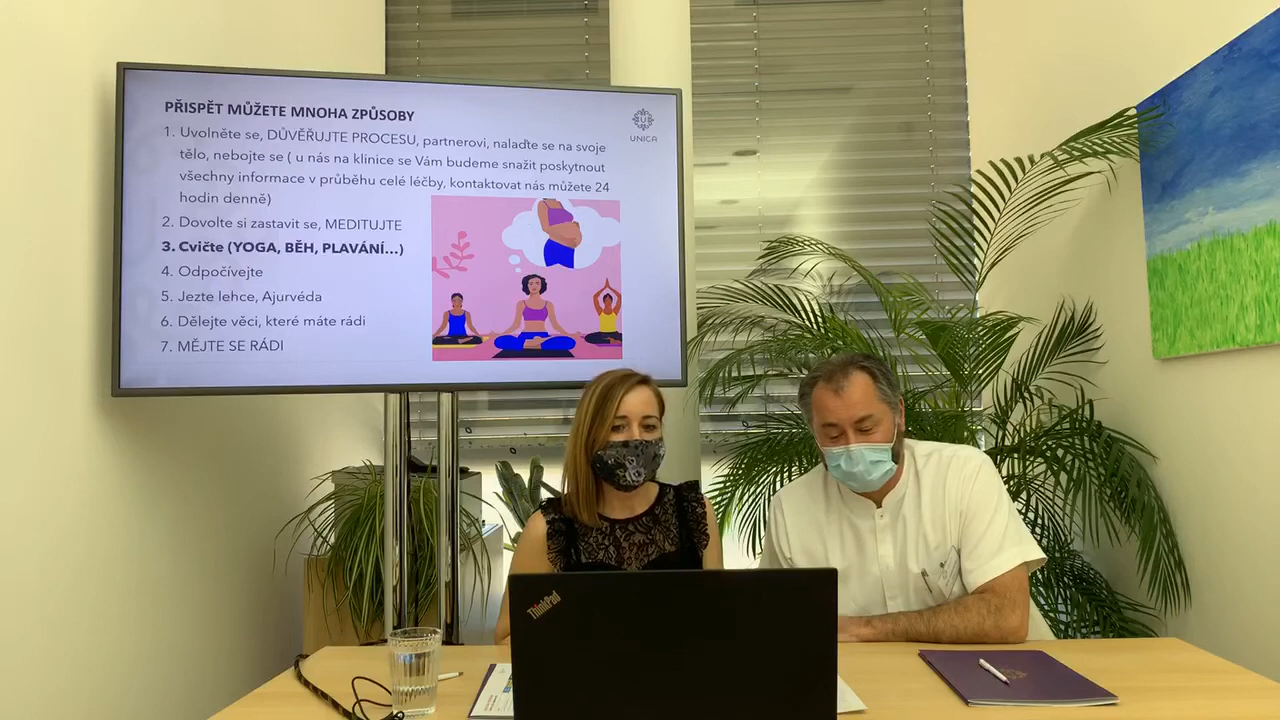 PŘISPĚT MŮŽETE MNOHA ZPŮSOBY
UNICA
1. Uvolněte se, DŮVĚŘUJTE PROCESU, partnerovi, nalaďte se na svoje
tělo, nebojte se ( u nás na klinice se Vám budeme snažit poskytnout
všechny informace v průběhu celé léčby, kontaktovat nás můžete 24
hodin denně)
2. Dovolte si zastavit se, MEDITUJTE
3. Cvičte (YOGA, BĚH, PLAVÁNÍ...)
4. Odpočívejte
5. Jezte lehce, Ajurvéda
6. Dělejte věci, které máte rádi
7. MĚJTE SE RÁDI
ThinkPad